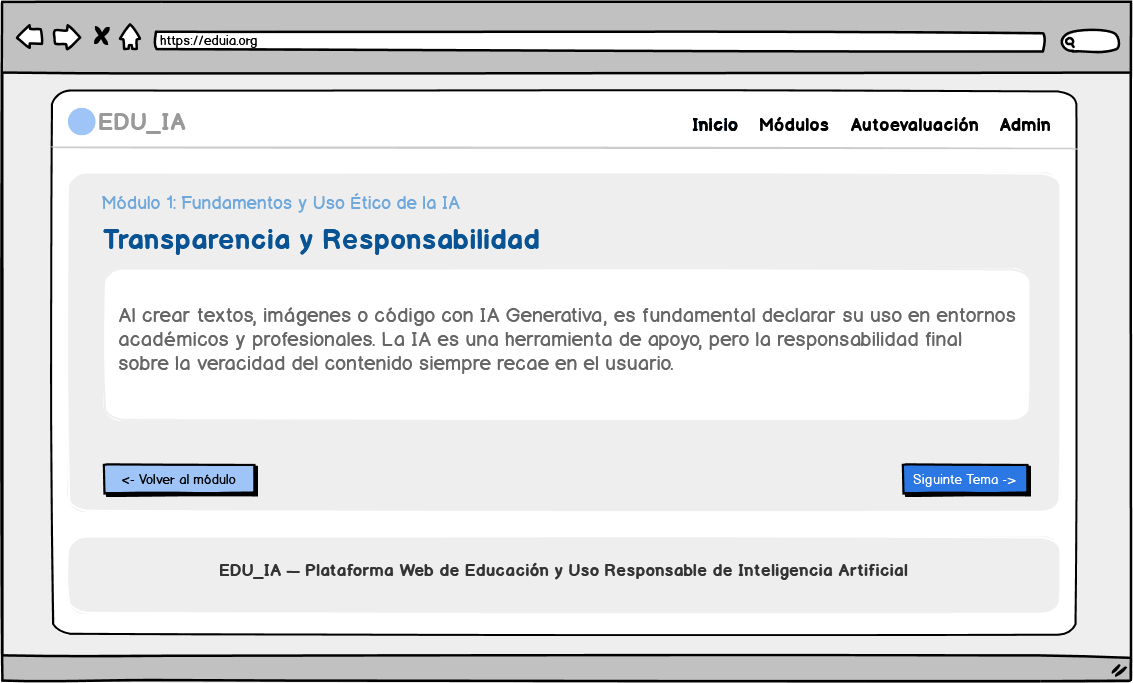 https://eduia.org
EDU_IA
Inicio Módulos Autoevaluación Admin
Módulo 1: Fundamentos y Uso Ético de la IA
Transparencia y Responsabilidad
Al crear textos, imágenes o código con IA Generativa, es fundamental declarar su uso en entornos
académicos y profesionales. La IA es una herramienta de apoyo, pero la responsabilidad final
sobre la veracidad del contenido siempre recae en el usuario.
<- Volver al módulo
Siguinte Tema ->
EDU_IA — Plataforma Web de Educación y Uso Responsable de Inteligencia Artificial